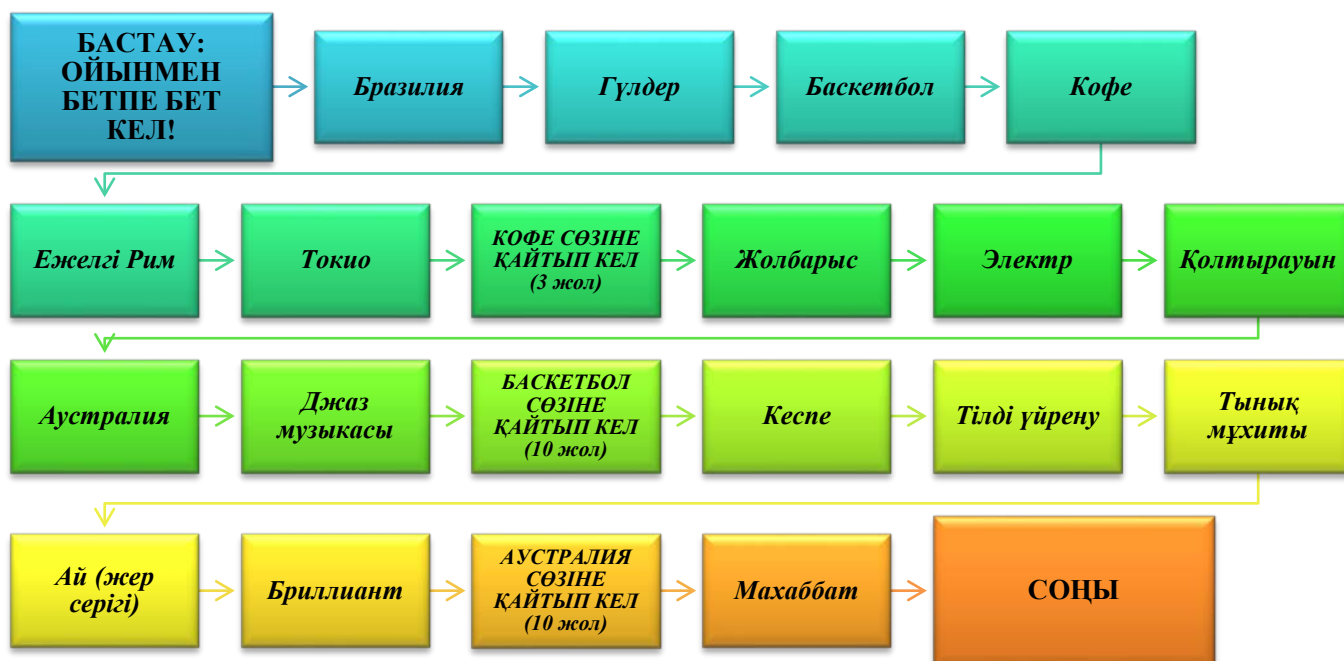 БАСТАУ:
ОЙЫНМЕН
БЕТПЕ БЕТ
КЕЛ!
Бразилия
Гүлдер
Баскетбол
Кофе
Ежелгі Рим
Токио
КОФЕ СӨЗІНЕ
ҚАЙТЫП КЕЛ
(3 жол)
Жолбарыс
Электр
Қолтырауын
Аустралия
Джаз
музыкасы
БАСКЕТБОЛ
СӨЗІНЕ
ҚАЙТЫП КЕЛ
(10 жол)
Кеспе
Тілді үйрену
Тынық
мұхиты
Ай (жер
серігі)
Бриллиант
АУСТРАЛИЯ
СӨЗІНЕ
ҚАЙТЫП КЕЛ
(10 жол)
Махаббат
СОҢЫ